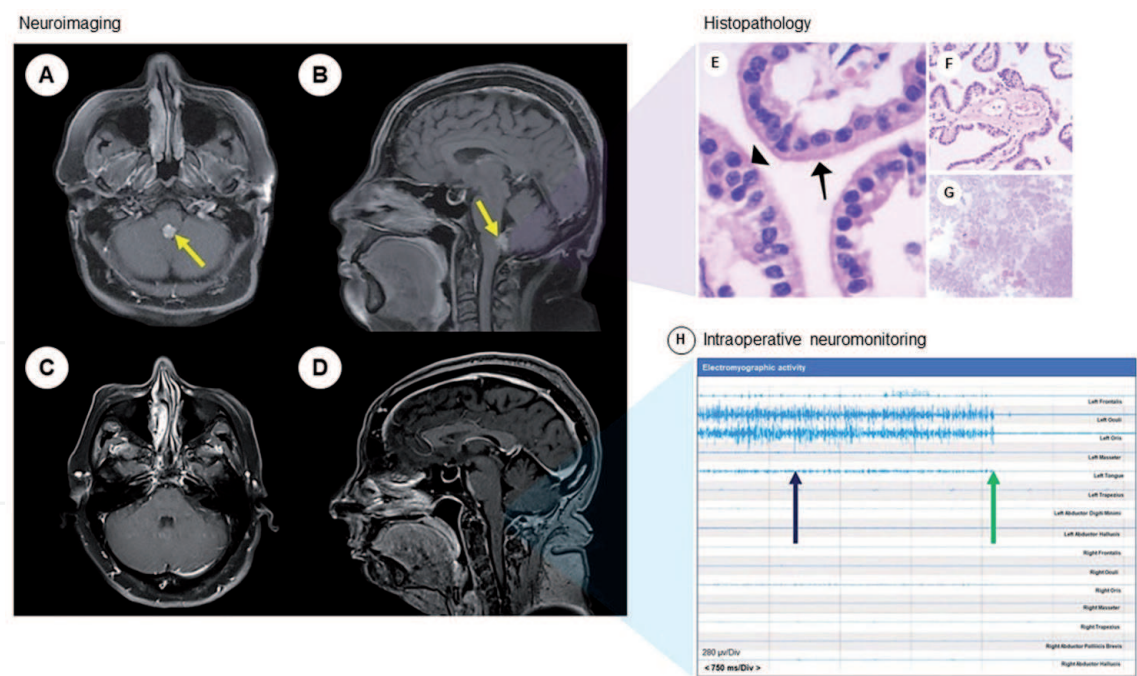 Neuroimaging
A
B
C
D
Histopathology
E
F
G
H Intraoperative neuromonitoring
Electromyographic activity
Left Frontalis
Left Oculi
Left Oris
Left Masseter
Left Tongue
Left Trapezius
Left Abductor Digiti Minimi
Left Abductor Hallusis
Right Frontalis
Right Oculi
Right Oris
Right Masseter
Right Trapezius
Right Abductor Pollicis Brevis
Right Abductor Hallusis
280 µv/Div
<750 ms/Div >